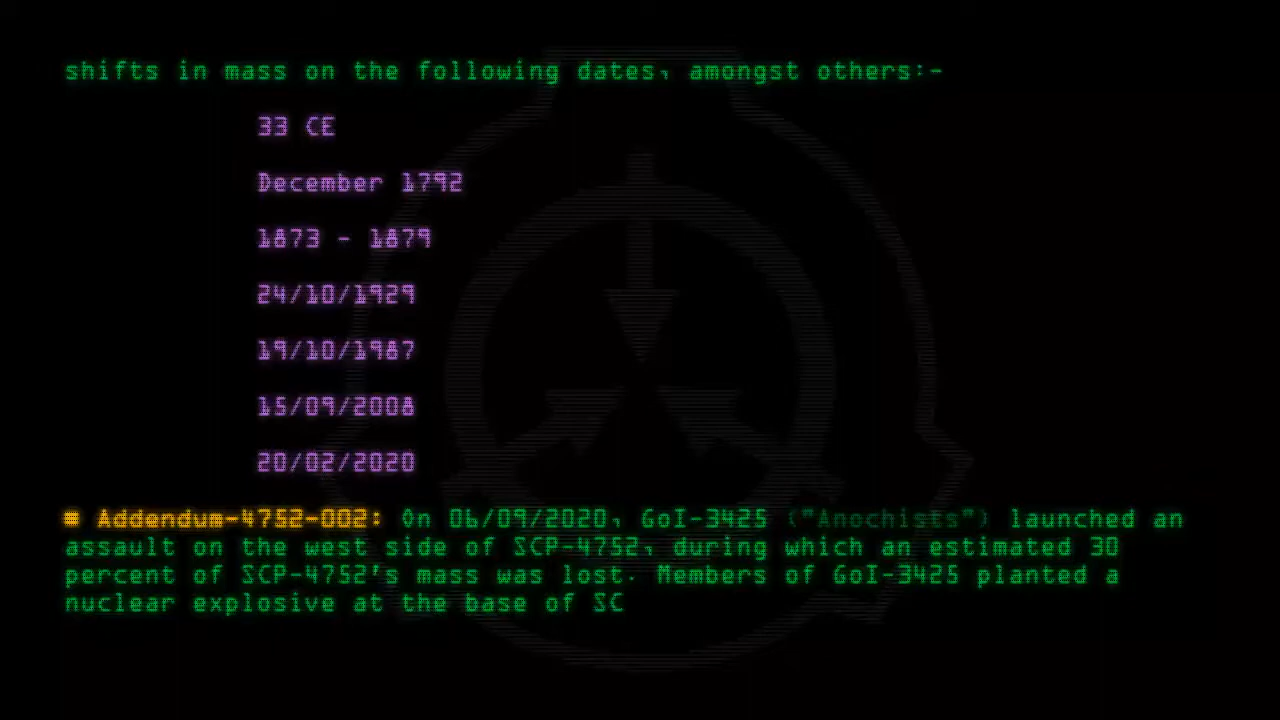 shifts in mass on the following dates, amongst others:-
33 CE
December 1792
1873 - 1879
24/10/1929
19/10/1987
15/09/2008
20/02/2020
# Addendum-4752-002: On 06/09/2020, GoI-3425 ("Anochists") launched an
assault on the west side of SCP-4752, during which an estimated 30
percent of SCP-4752's mass was lost. Members of GoI-3425 planted a
nuclear explosive at the base of SC